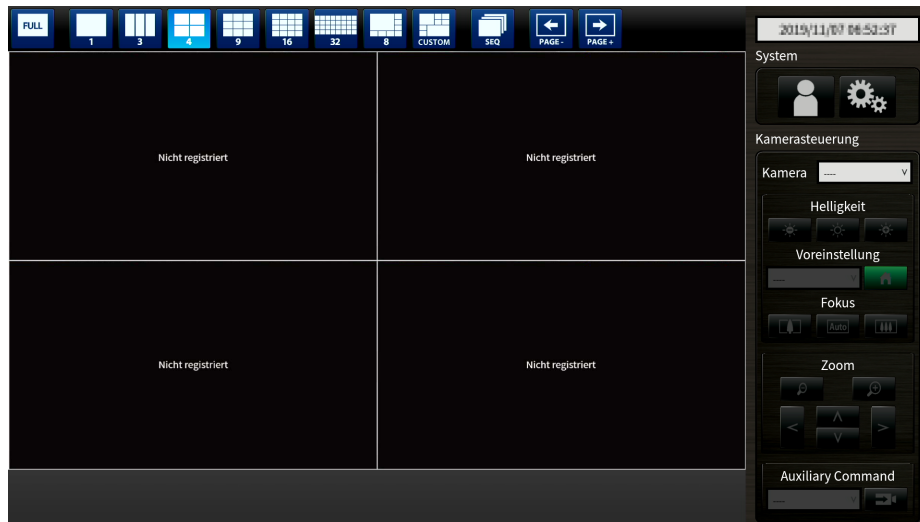 FULL
1
3
4
9
16
32
8
CUSTOM
SEQ
PAGE -
PAGE +
2019/11/07 06:52:37
System
Kamerasteuerung
Kamera ----
Helligkeit
Voreinstellung
----
Fokus
Auto
Zoom
Auxiliary Command
----
Nicht registriert
Nicht registriert
Nicht registriert
Nicht registriert